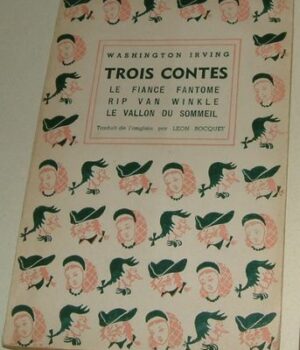 WASHINGTON IRVING
TROIS CONTES
LE FIANCE FANTOME
RIP VAN WINKLE
LE VALLON DU SOMMEIL
Traduit de l'anglais par LEON BOCQUET